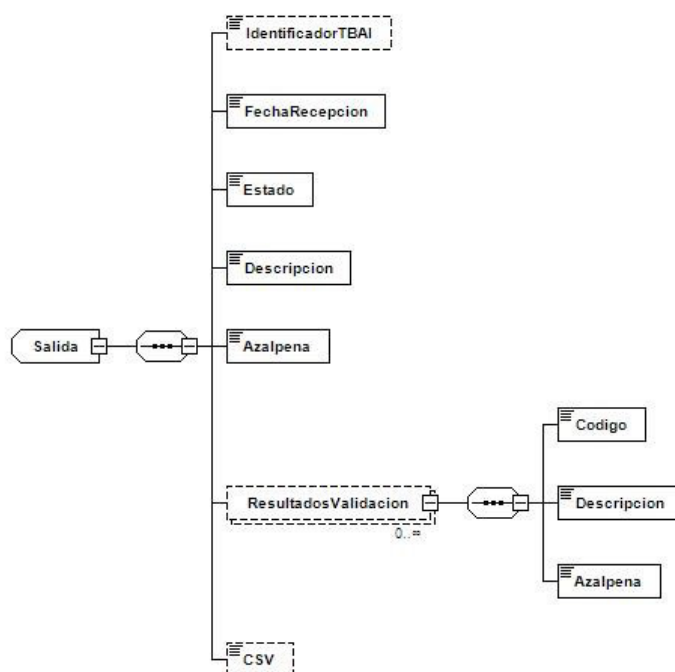 IdentificadorTBAI
FechaRecepcion
Estado
Descripcion
Salida
Azalpena
Codigo
ResultadosValidacion
Descripcion
0..∞
Azalpena
CSV